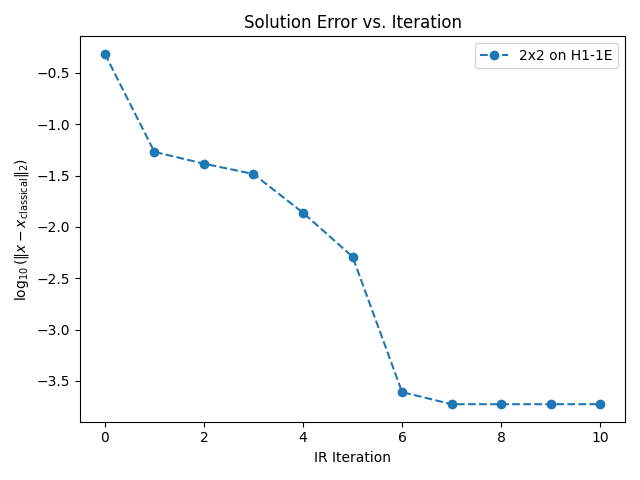 Solution Error vs. Iteration
2x2 on H1-1E
log₁₀ (‖x − x_classical‖₂)
−0.5
−1.0
−1.5
−2.0
−2.5
−3.0
−3.5
0 2 4 6 8 10
IR Iteration